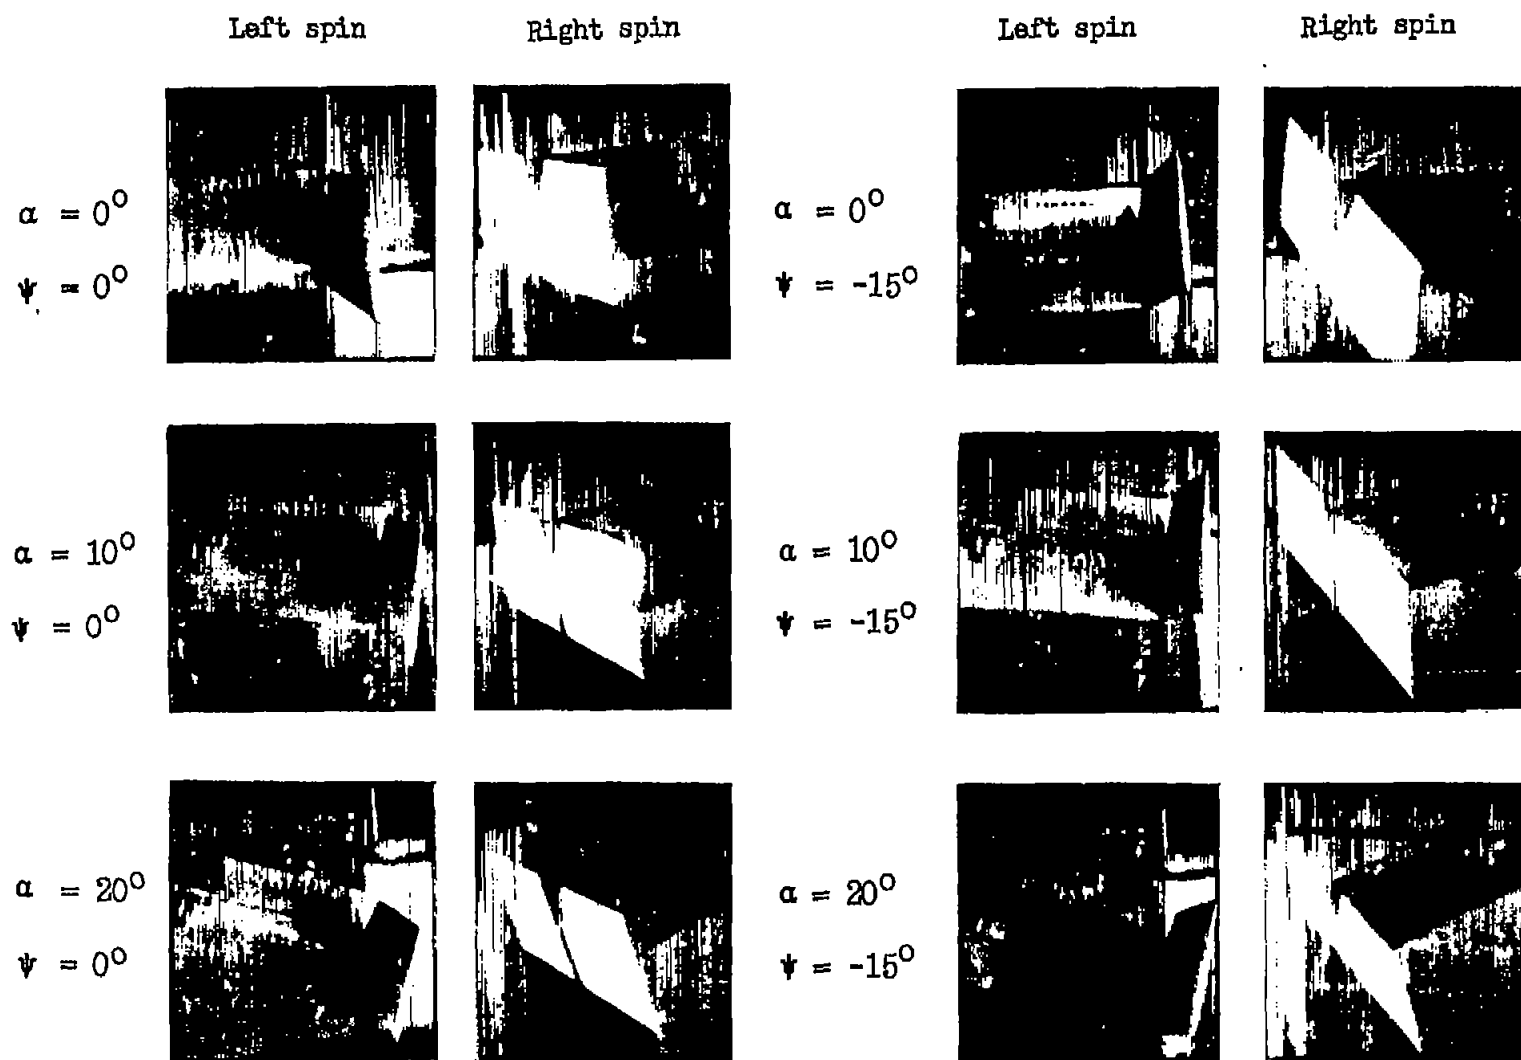 Left spin Right spin Left spin Right spin
α = 0° α = 0°
ψ = 0° ψ = -15°
α = 10° α = 10°
ψ = 0° ψ = -15°
α = 20° α = 20°
ψ = 0° ψ = -15°